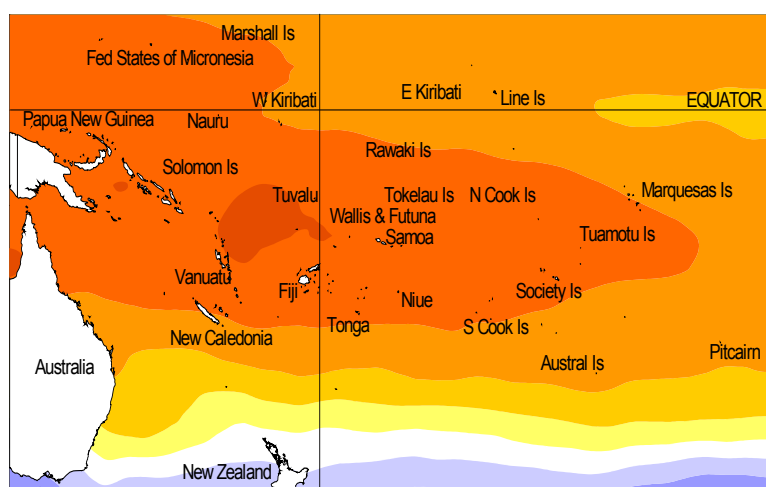 Marshall Is
Fed States of Micronesia
W Kiribati
E Kiribati
Line Is
EQUATOR
Papua New Guinea
Nauru
Rawaki Is
Solomon Is
Tuvalu
Tokelau Is
N Cook Is
Marquesas Is
Wallis & Futuna
Samoa
Tuamotu Is
Vanuatu
Fiji
Niue
Society Is
Tonga
S Cook Is
New Caledonia
Pitcairn
Australia
Austral Is
New Zealand